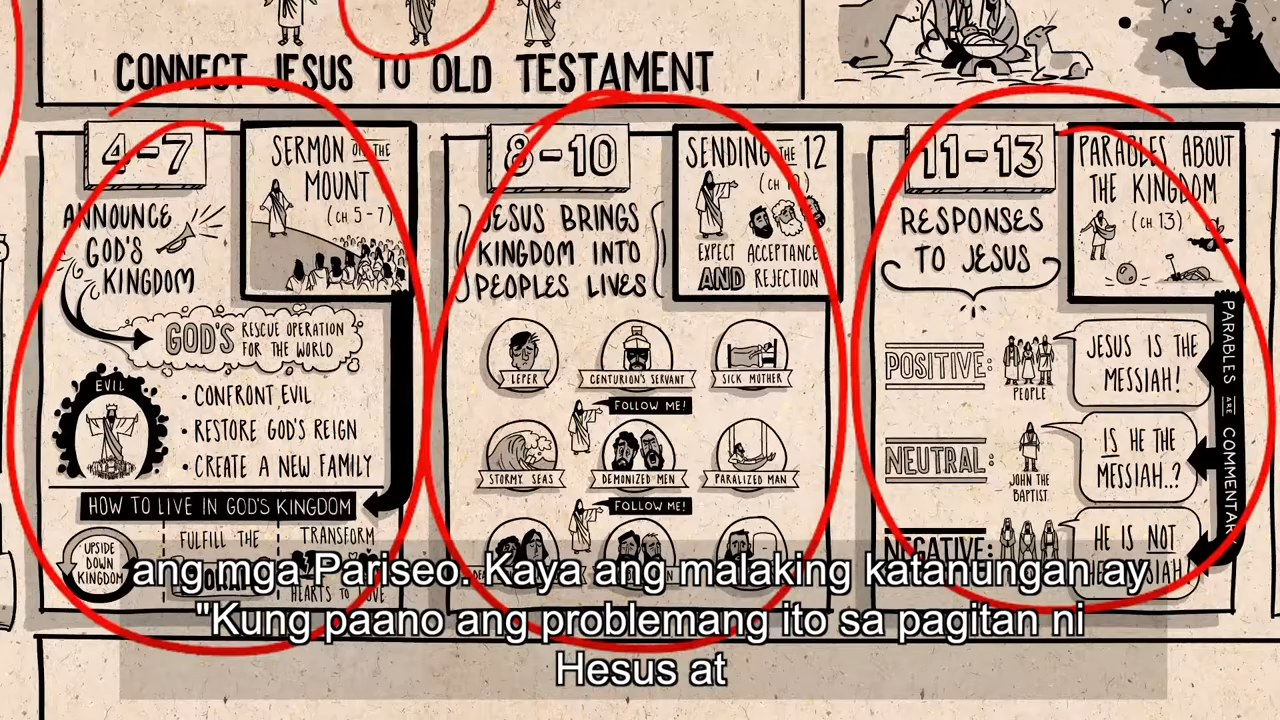 CONNECT JESUS TO OLD TESTAMENT
4-7
ANNOUNCE
GOD'S
KINGDOM
SERMON ON THE
MOUNT
(CH 5-7)
GOD'S RESCUE OPERATION
FOR THE WORLD
EVIL
• CONFRONT EVIL
• RESTORE GOD'S REIGN
• CREATE A NEW FAMILY
HOW TO LIVE IN GOD'S KINGDOM
UPSIDE
DOWN
KINGDOM
FULFILL THE
TRANSFORM
8-10
JESUS BRINGS
KINGDOM INTO
PEOPLES LIVES
SENDING THE 12
EXPECT ACCEPTANCE
AND REJECTION
LEPER
CENTURION'S SERVANT
SICK MOTHER
FOLLOW ME!
STORMY SEAS
DEMONIZED MEN
PARALIZED MAN
FOLLOW ME!
11-13
RESPONSES
TO JESUS
PARABLES ABOUT
THE KINGDOM
(CH 13)
POSITIVE:
PEOPLE
JESUS IS THE
MESSIAH!
NEUTRAL:
JOHN THE
BAPTIST
IS HE THE
MESSIAH..?
NEGATIVE:
HE IS NOT
PARABLES ARE COMMENTARY
ang mga Pariseo. Kaya ang malaking katanungan ay
"Kung paano ang problemang ito sa pagitan ni
Hesus at